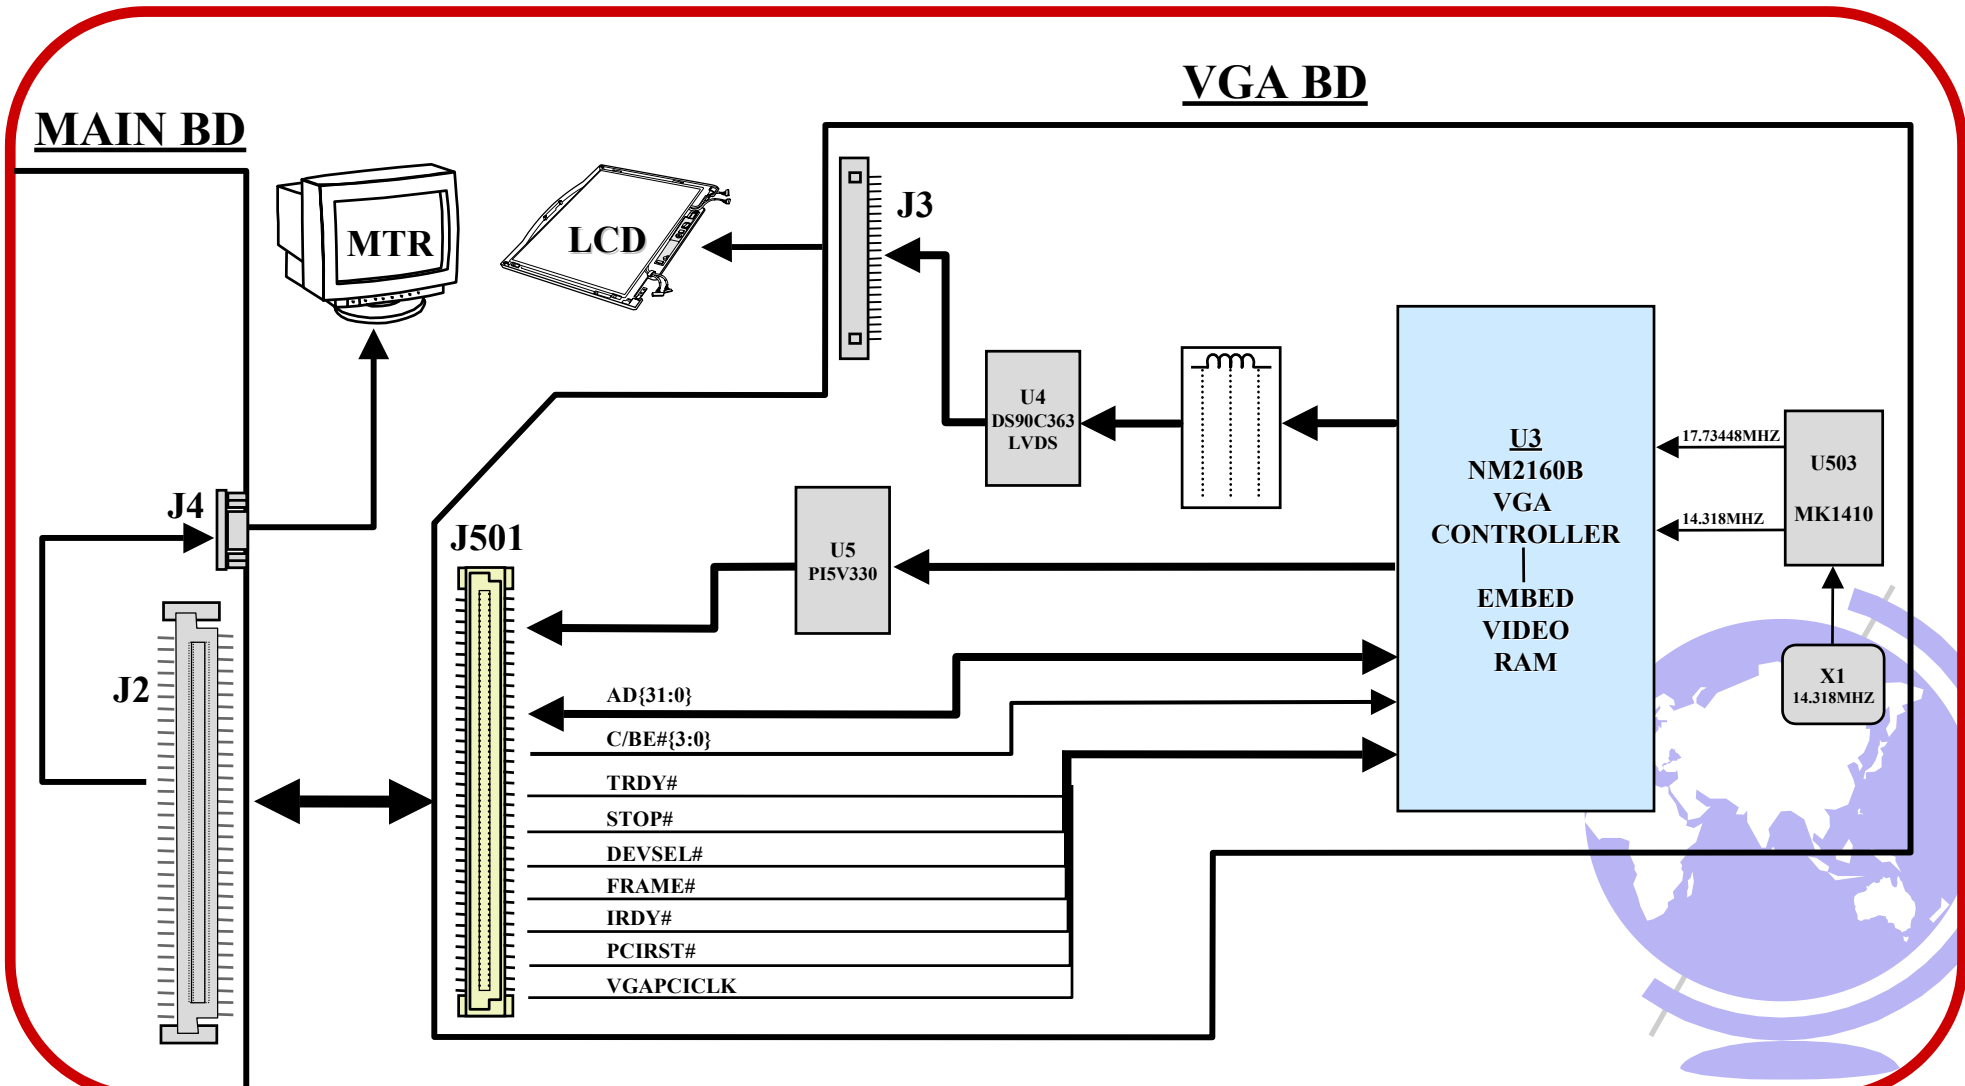 VGA BD
MAIN BD
MTR
LCD
J3
U4
DS90C363
LVDS
U3
NM2160B
VGA
CONTROLLER
EMBED
VIDEO
RAM
17.73448MHZ
14.318MHZ
U503
MK1410
X1
14.318MHZ
J4
J501
U5
PI5V330
J2
AD{31:0}
C/BE#{3:0}
TRDY#
STOP#
DEVSEL#
FRAME#
IRDY#
PCIRST#
VGAPCICLK